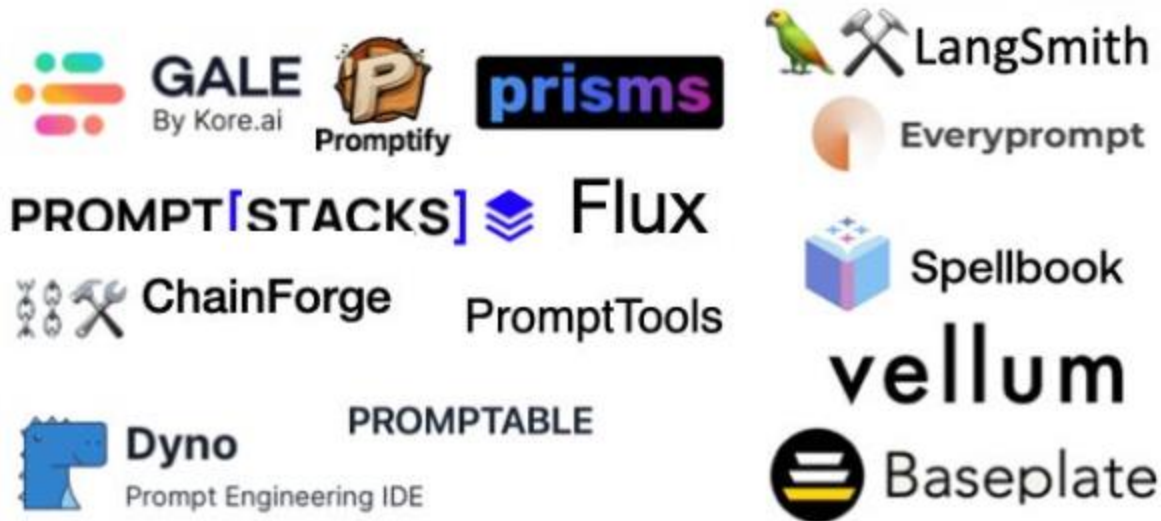 GALE
By Kore.ai
P
Promptify
prisms
PROMPT[STACKS]
Flux
ChainForge
PromptTools
PROMPTABLE
Dyno
Prompt Engineering IDE
LangSmith
Everyprompt
Spellbook
vellum
Baseplate